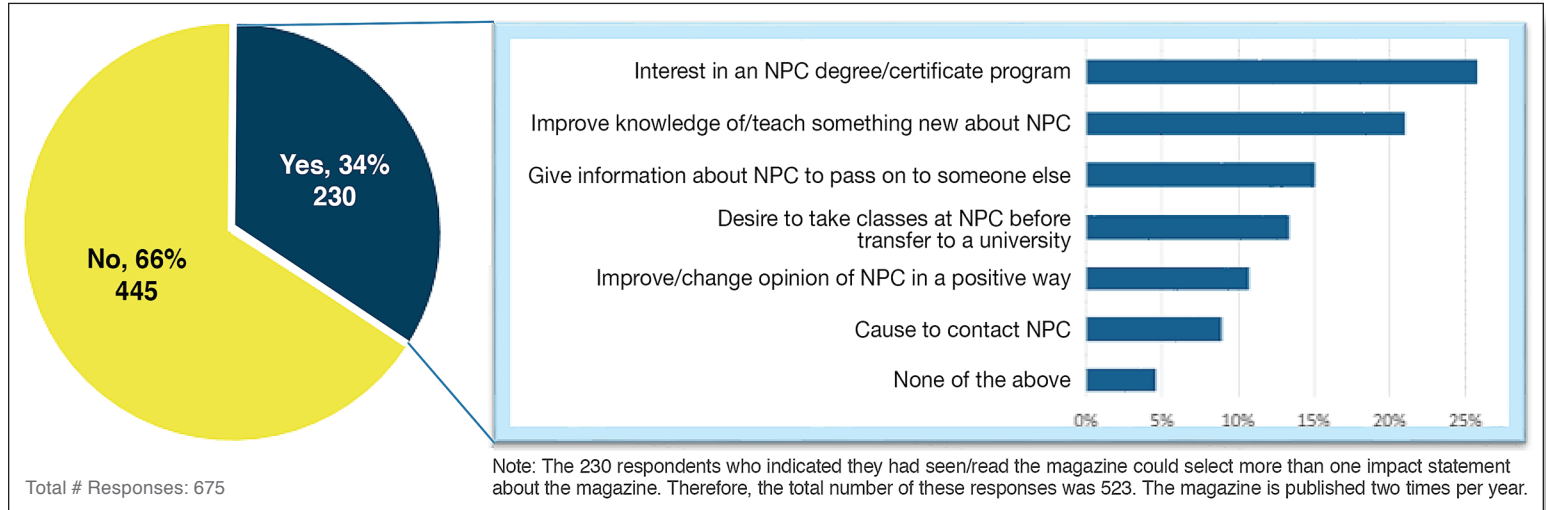 Yes, 34%
230
No, 66%
445
Total # Responses: 675
Interest in an NPC degree/certificate program
Improve knowledge of/teach something new about NPC
Give information about NPC to pass on to someone else
Desire to take classes at NPC before
transfer to a university
Improve/change opinion of NPC in a positive way
Cause to contact NPC
None of the above
0% 5% 10% 15% 20% 25%
Note: The 230 respondents who indicated they had seen/read the magazine could select more than one impact statement
about the magazine. Therefore, the total number of these responses was 523. The magazine is published two times per year.